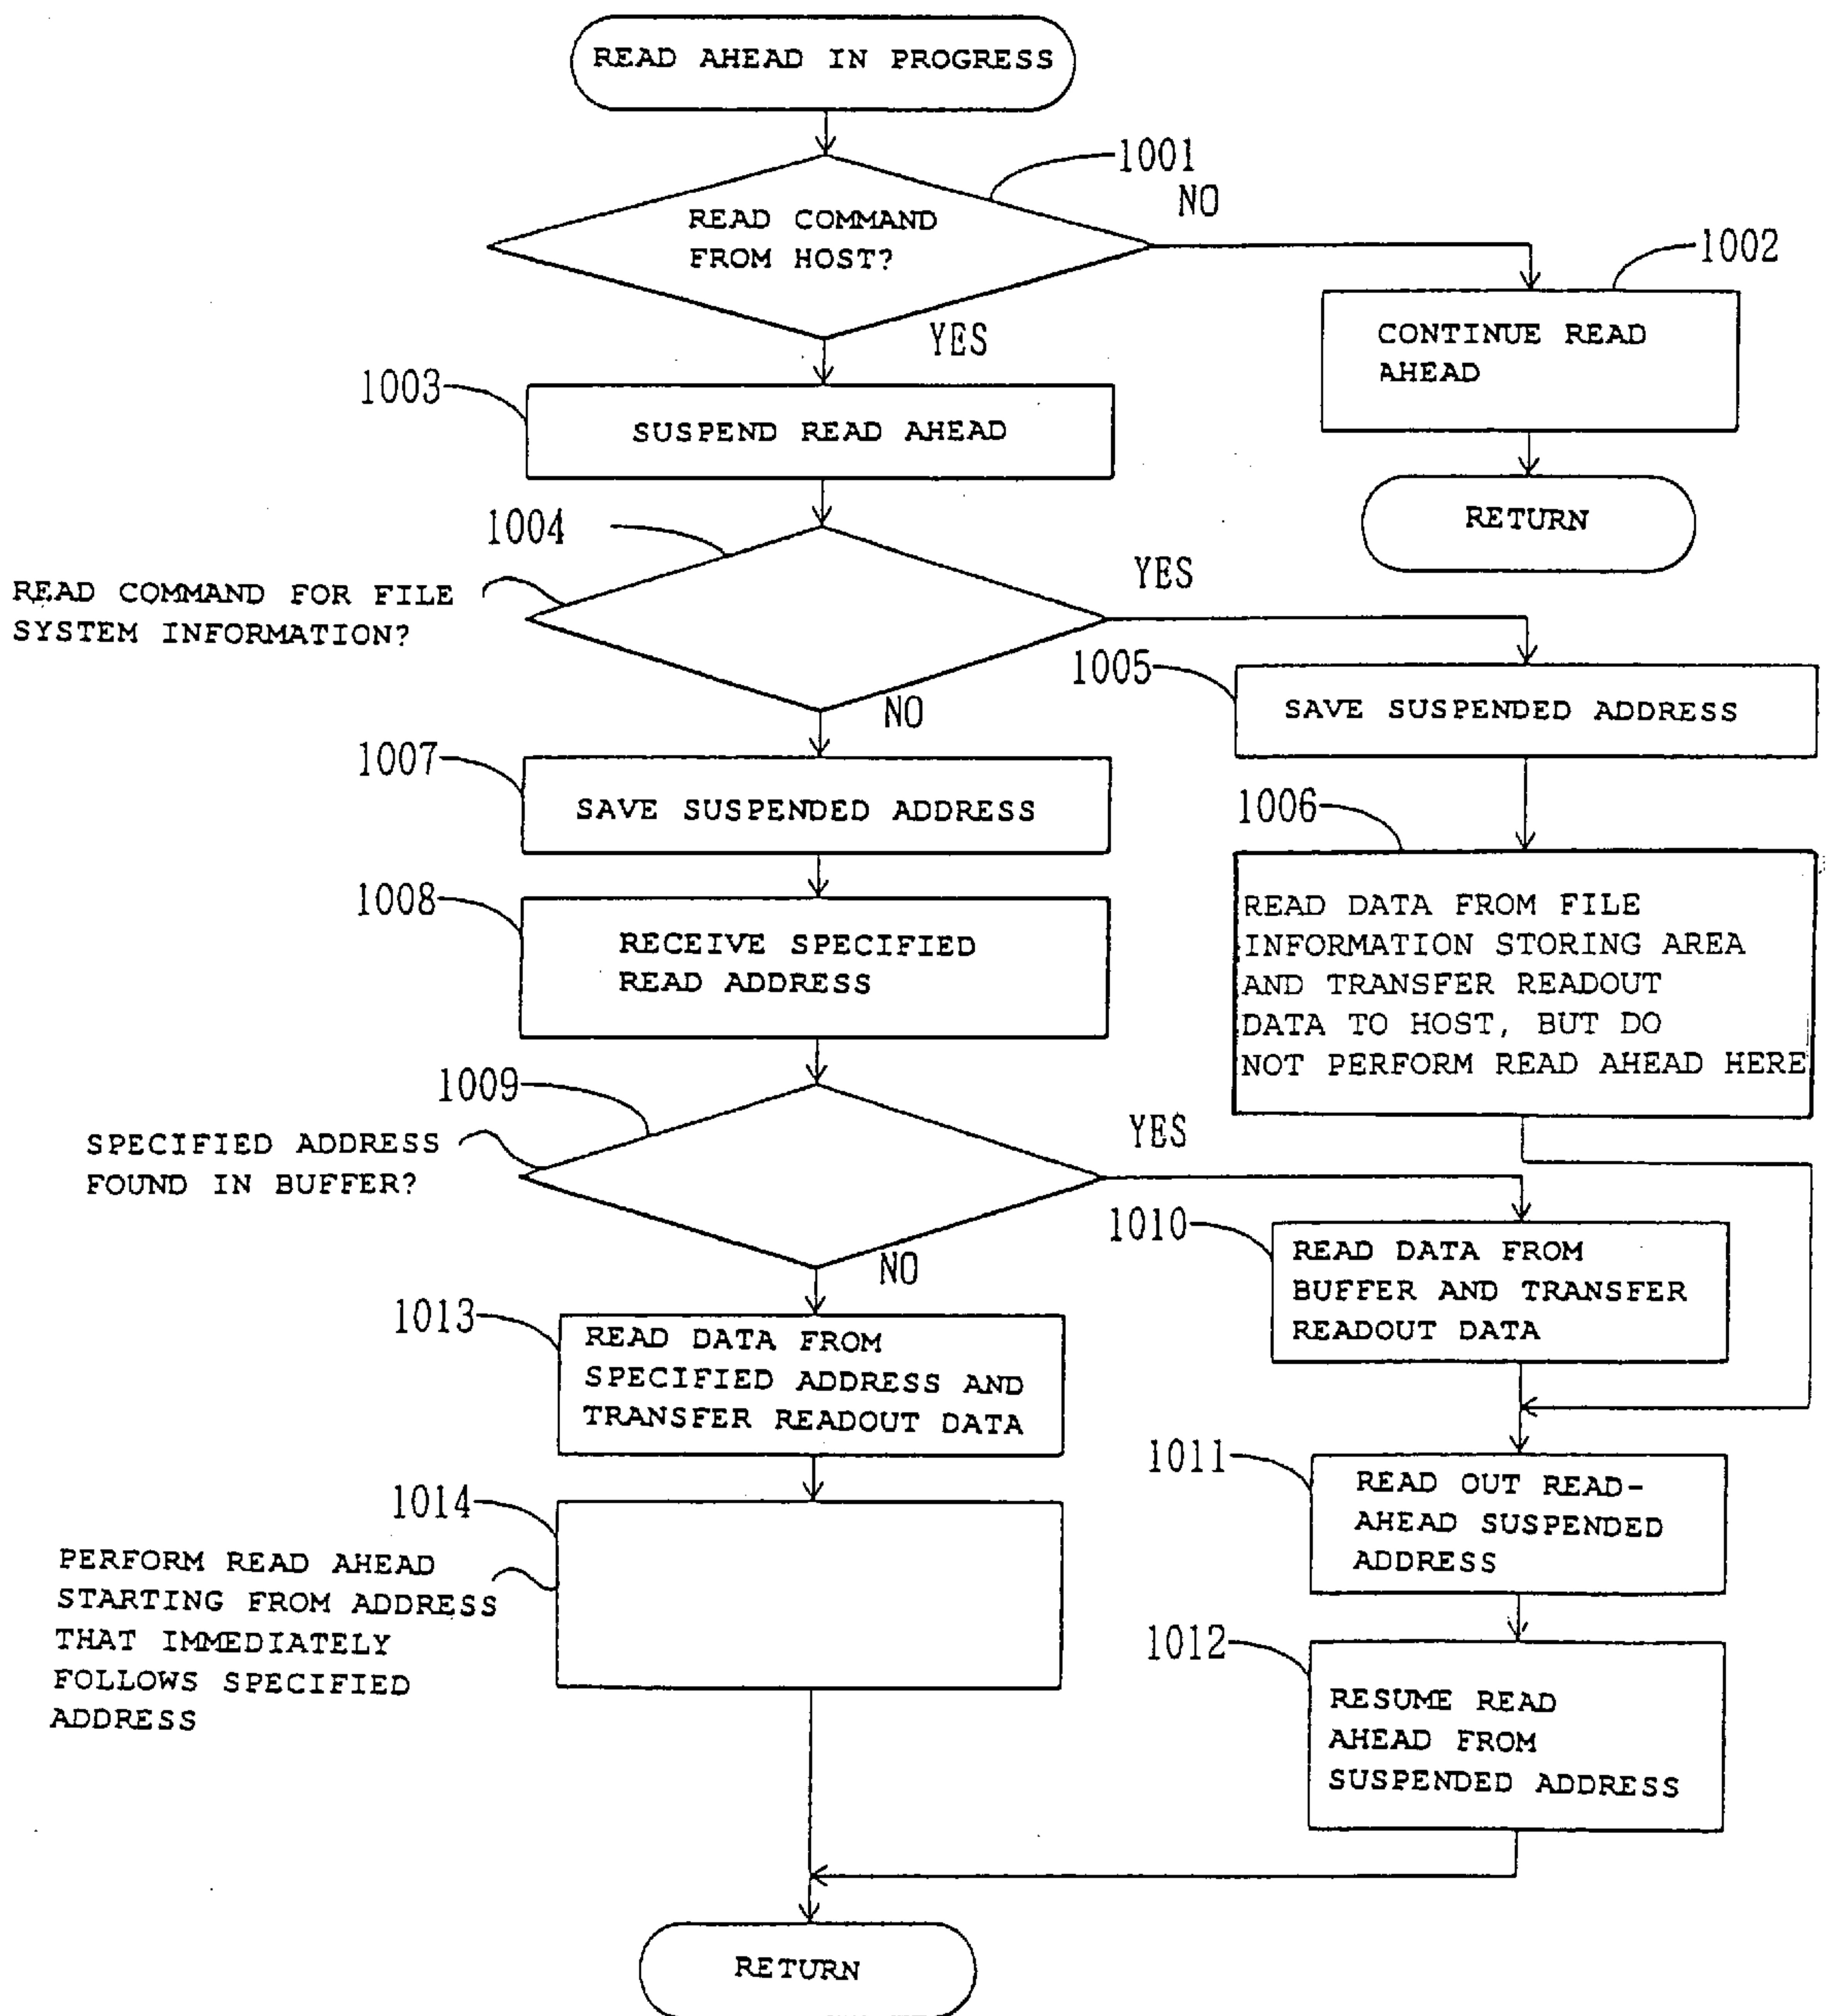 READ AHEAD IN PROGRESS
1001
NO
READ COMMAND
FROM HOST?
1002
YES
CONTINUE READ
AHEAD
1003
SUSPEND READ AHEAD
RETURN
1004
YES
READ COMMAND FOR FILE
SYSTEM INFORMATION?
1005
SAVE SUSPENDED ADDRESS
NO
1007
SAVE SUSPENDED ADDRESS
1006
READ DATA FROM FILE
INFORMATION STORING AREA
AND TRANSFER READOUT
DATA TO HOST, BUT DO
NOT PERFORM READ AHEAD HERE
1008
RECEIVE SPECIFIED
READ ADDRESS
1009
YES
SPECIFIED ADDRESS
FOUND IN BUFFER?
1010
READ DATA FROM
BUFFER AND TRANSFER
READOUT DATA
NO
1013
READ DATA FROM
SPECIFIED ADDRESS AND
TRANSFER READOUT DATA
1011
READ OUT READ-
AHEAD SUSPENDED
ADDRESS
1014
PERFORM READ AHEAD
STARTING FROM ADDRESS
THAT IMMEDIATELY
FOLLOWS SPECIFIED
ADDRESS
1012
RESUME READ
AHEAD FROM
SUSPENDED ADDRESS
RETURN